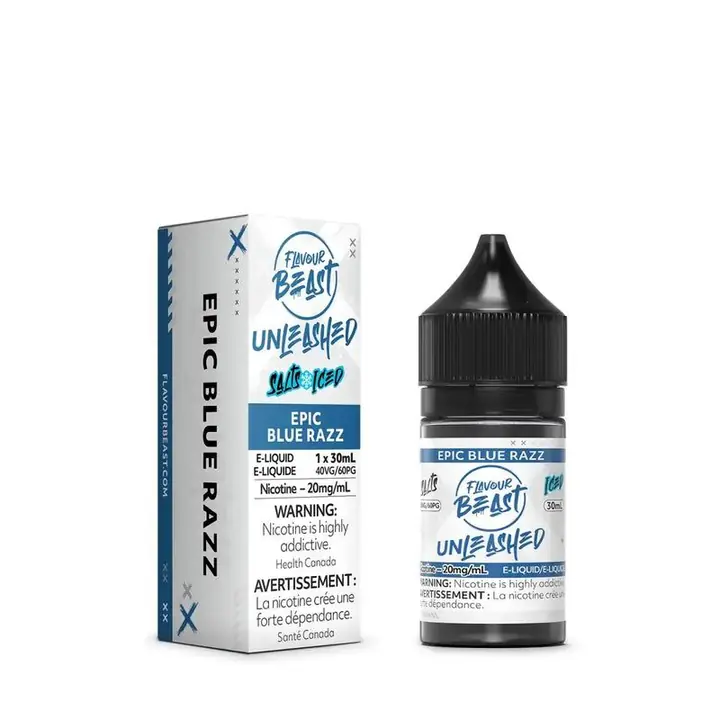 FLAVOURBEAST.COM
EPIC BLUE RAZZ
FLAVOUR
BEAST
UNLEASHED
SALTS ICED
EPIC
BLUE RAZZ
E-LIQUID 1 x 30mL
E-LIQUIDE 40VG/60PG
Nicotine – 20mg/mL
WARNING:
Nicotine is highly
addictive.
Health Canada
AVERTISSEMENT :
La nicotine crée une
forte dépendance.
Santé Canada
EPIC BLUE RAZZ
SALTS
FLAVOUR
BEAST
ICED
30mL
UNLEASHED
20mg/mL E-LIQUID/E-LIQUIDE
WARNING: Nicotine is highly addictive
AVERTISSEMENT : La nicotine crée une
forte dépendance.